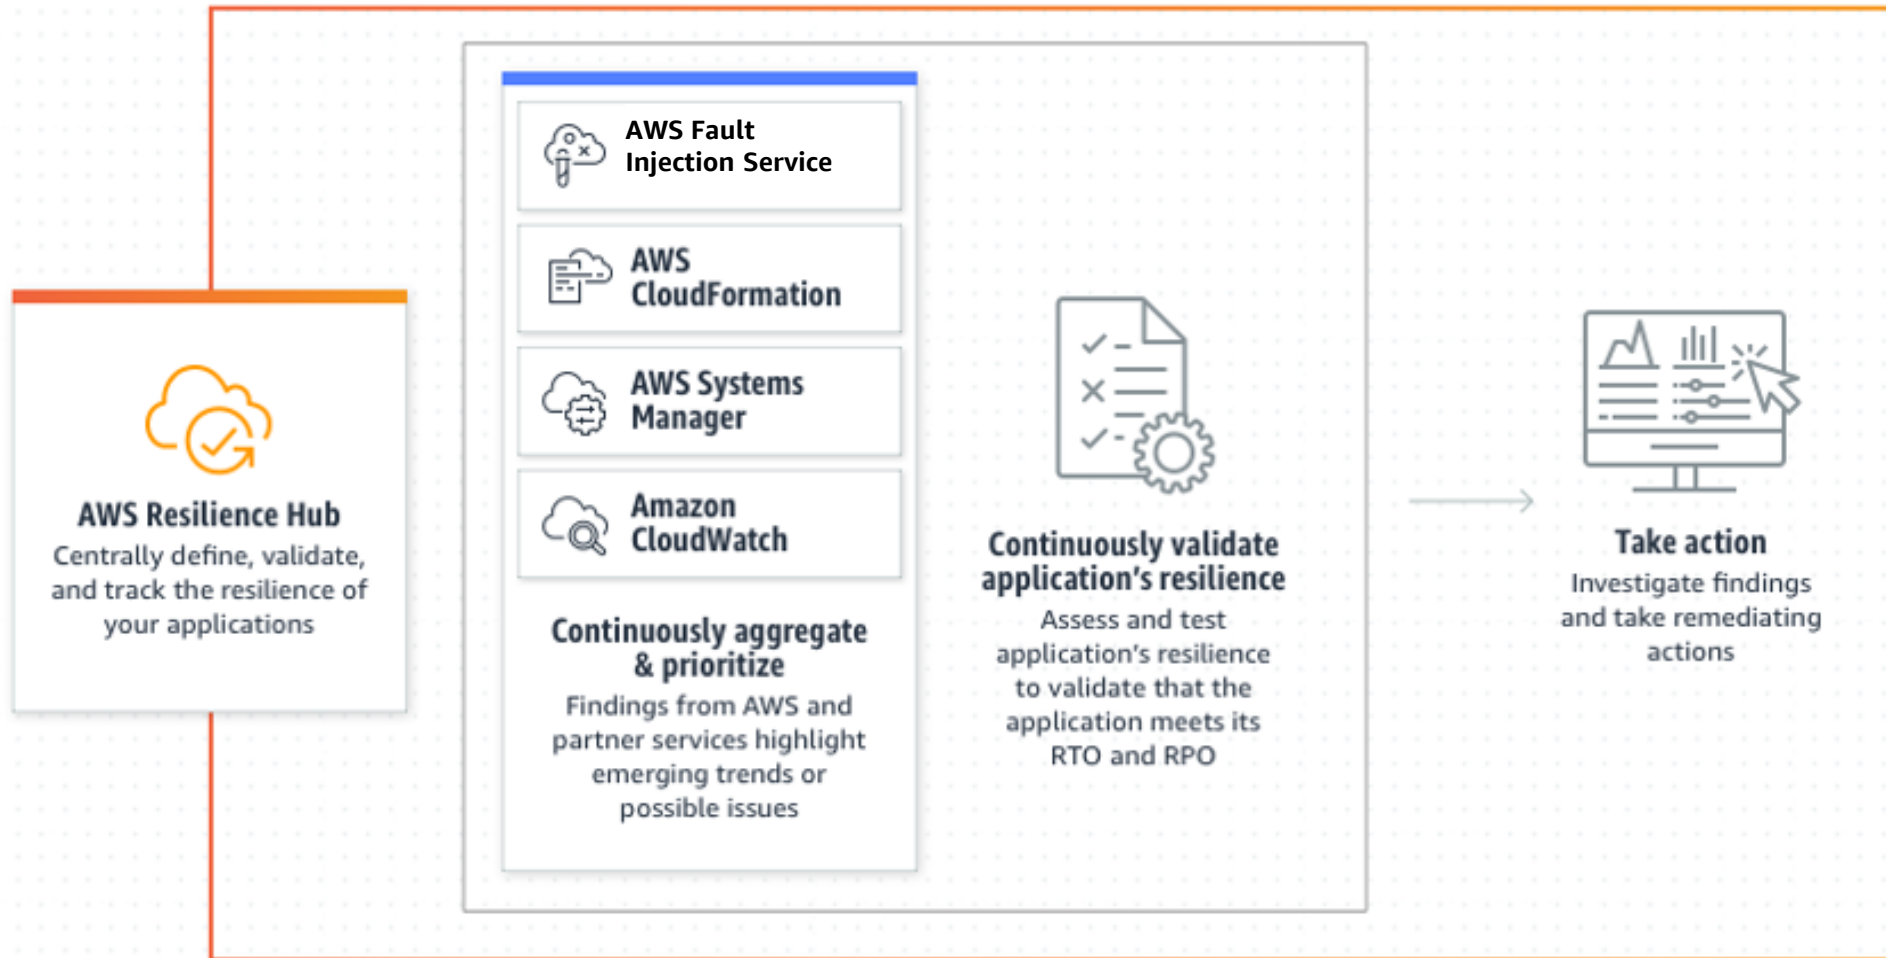 AWS Resilience Hub
Centrally define, validate,
and track the resilience of
your applications
AWS Fault
Injection Service
AWS
CloudFormation
AWS Systems
Manager
Amazon
CloudWatch
Continuously aggregate
& prioritize
Findings from AWS and
partner services highlight
emerging trends or
possible issues
Continuously validate
application’s resilience
Assess and test
application’s resilience
to validate that the
application meets its
RTO and RPO
Take action
Investigate findings
and take remediating
actions